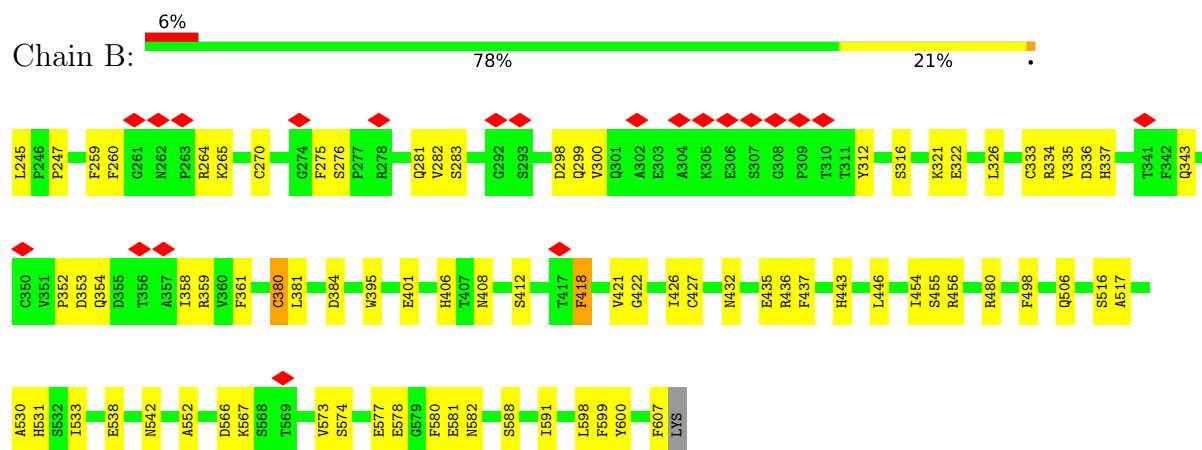 6%
Chain B:
78% 21% •
L245 P246 P247 F259 F260 G261 N262 P263 R264 K265 C270 G274 F275 S276 P277 R278 Q281 V282 S283 G292 S293 D298 Q299 V300 Q301 A302 E303 A304 K305 E306 S307 G308 P309 T310 T311 Y312 S316 K321 E322 L326 C333 R334 V335 D336 H337 T341 F342 Q343
C350 V351 P352 D353 Q354 D355 T356 A357 I358 R359 V360 F361 C380 L381 D384 W395 E401 H406 T407 N408 S412 T417 F418 V421 G422 I426 C427 N432 E435 R436 F437 H443 L446 I454 S455 R456 R480 F498 Q506 S516 A517
A530 H531 S532 I533 E538 N542 A552 D566 K567 S568 T569 V573 S574 E577 E578 G579 F580 E581 N582 S588 I591 L598 F599 Y600 F607 LYS